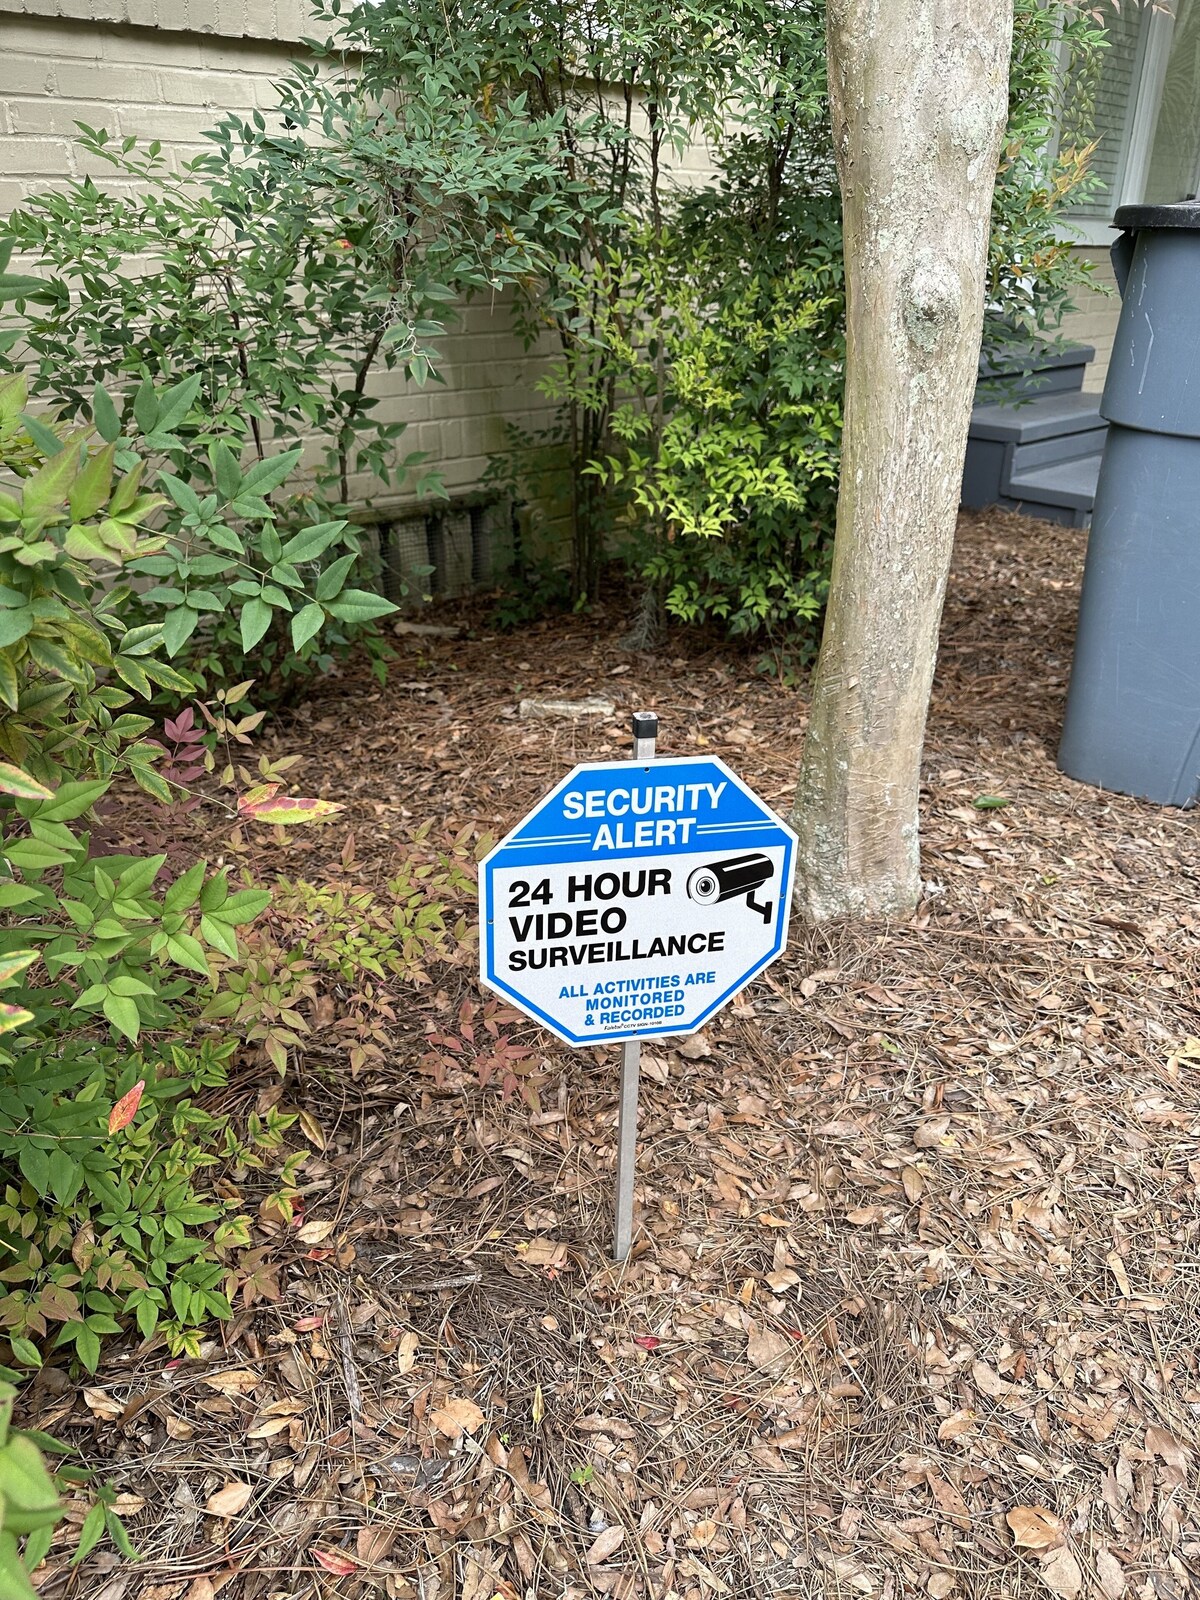 SECURITY
ALERT
24 HOUR
VIDEO
SURVEILLANCE
ALL ACTIVITIES ARE
MONITORED
& RECORDED